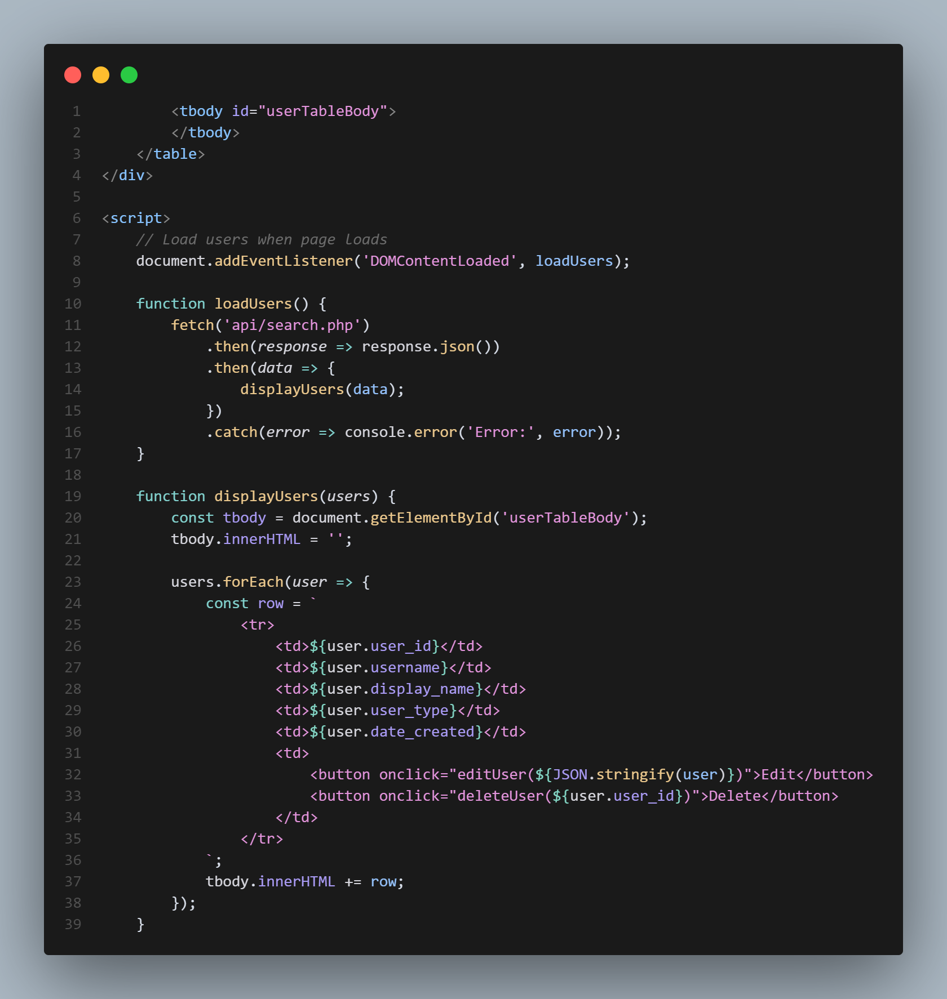 1 <tbody id="userTableBody">
2 </tbody>
3 </table>
4 </div>
5
6 <script>
7 // Load users when page loads
8 document.addEventListener('DOMContentLoaded', loadUsers);
9
10 function loadUsers() {
11 fetch('api/search.php')
12 .then(response => response.json())
13 .then(data => {
14 displayUsers(data);
15 })
16 .catch(error => console.error('Error:', error));
17 }
18
19 function displayUsers(users) {
20 const tbody = document.getElementById('userTableBody');
21 tbody.innerHTML = '';
22
23 users.forEach(user => {
24 const row = `
25 <tr>
26 <td>${user.user_id}</td>
27 <td>${user.username}</td>
28 <td>${user.display_name}</td>
29 <td>${user.user_type}</td>
30 <td>${user.date_created}</td>
31 <td>
32 <button onclick="editUser(${JSON.stringify(user)})">Edit</button>
33 <button onclick="deleteUser(${user.user_id})">Delete</button>
34 </td>
35 </tr>
36 `;
37 tbody.innerHTML += row;
38 });
39 }